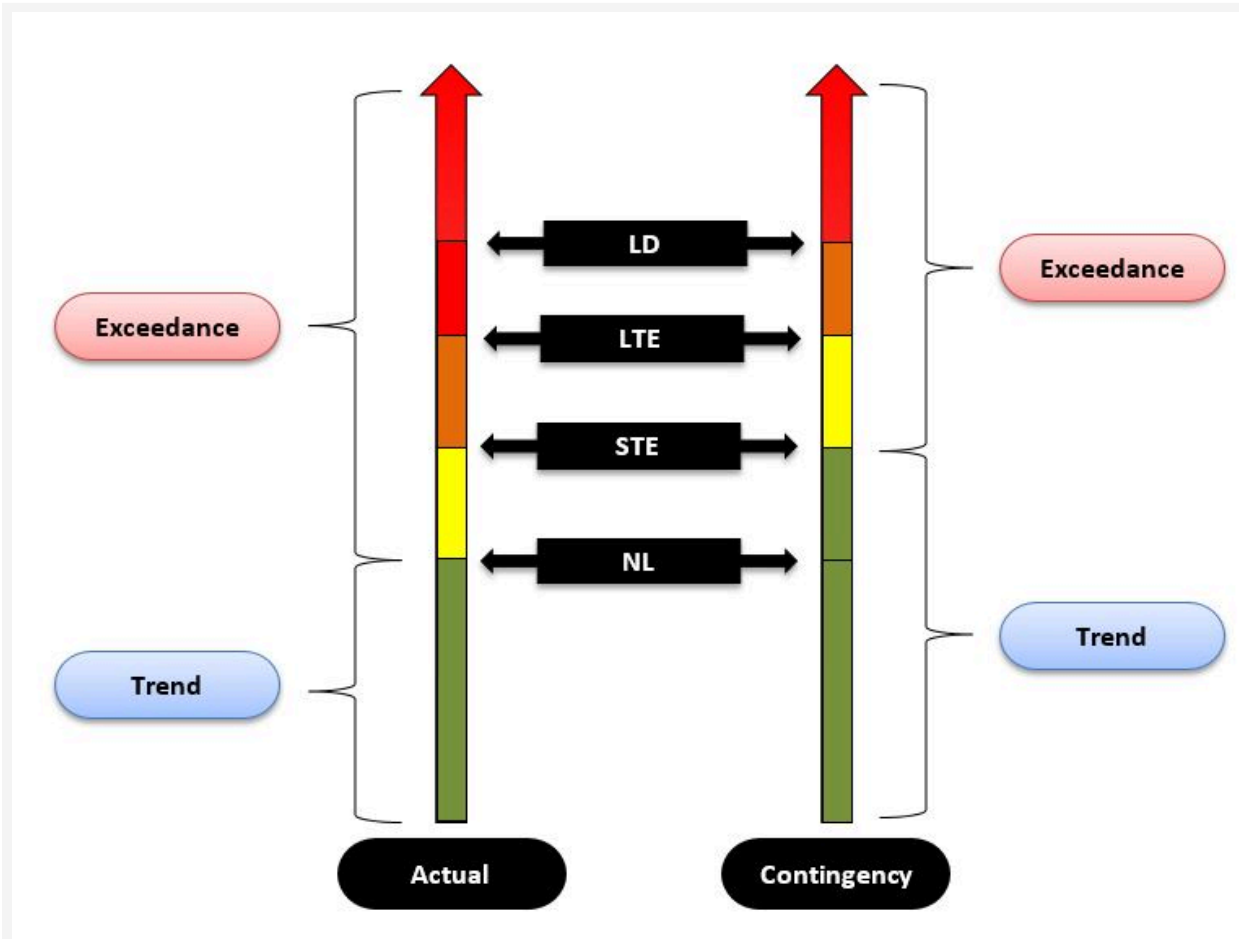 LD
Exceedance
LTE
Exceedance
STE
NL
Trend
Trend
Actual
Contingency